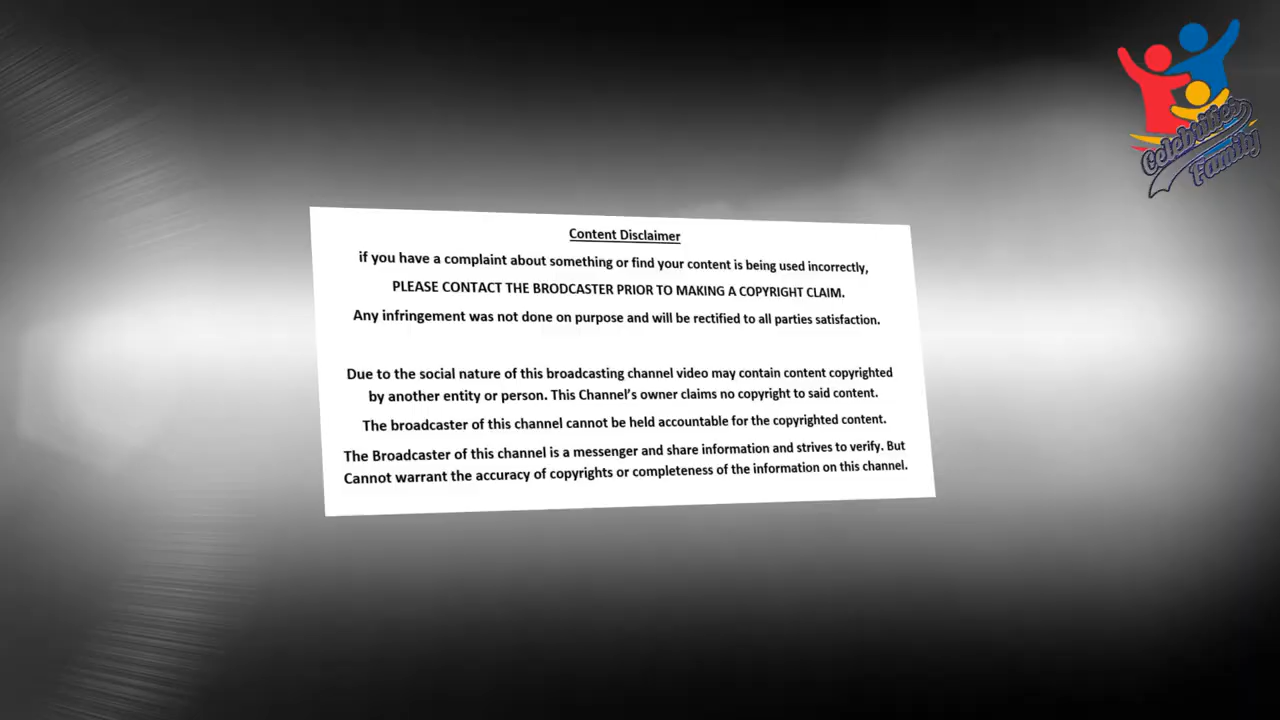 Celebrities
Family
Content Disclaimer
if you have a complaint about something or find your content is being used incorrectly,
PLEASE CONTACT THE BRODCASTER PRIOR TO MAKING A COPYRIGHT CLAIM.
Any infringement was not done on purpose and will be rectified to all parties satisfaction.
Due to the social nature of this broadcasting channel video may contain content copyrighted
by another entity or person. This Channel's owner claims no copyright to said content.
The broadcaster of this channel cannot be held accountable for the copyrighted content.
The Broadcaster of this channel is a messenger and share information and strives to verify. But
Cannot warrant the accuracy of copyrights or completeness of the information on this channel.